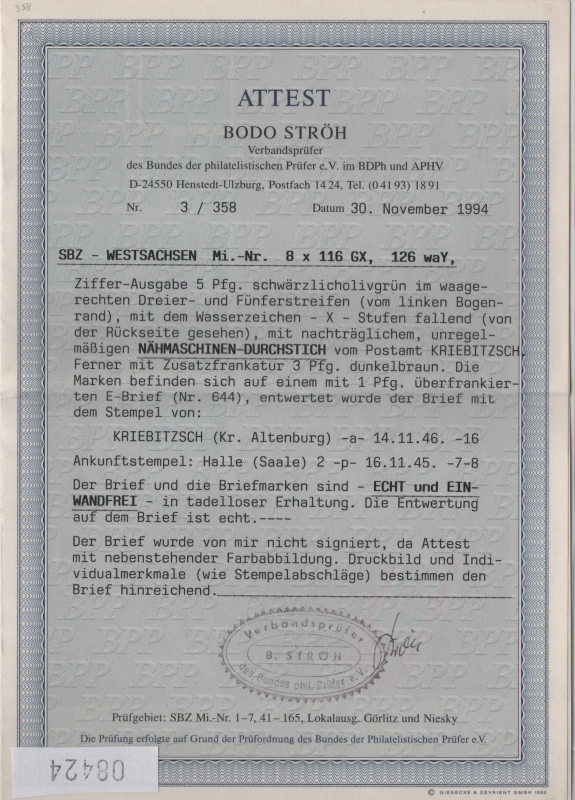 358
ATTEST
BODO STRÖH
Verbandsprüfer
des Bundes der philatelistischen Prüfer e.V. im BDPh und APHV
D-24550 Henstedt-Ulzburg, Postfach 14 24, Tel. (0 41 93) 18 91
Nr. 3 / 358 Datum 30. November 1994
SBZ - WESTSACHSEN Mi.-Nr. 8 x 116 GX, 126 waY,
Ziffer-Ausgabe 5 Pfg. schwärzlicholivgrün im waage-
rechten Dreier- und Fünferstreifen (vom linken Bogen-
rand), mit dem Wasserzeichen - X - Stufen fallend (von
der Rückseite gesehen), mit nachträglichem, unregel-
mäßigen NÄHMASCHINEN-DURCHSTICH vom Postamt KRIEBITZSCH.
Ferner mit Zusatzfrankatur 3 Pfg. dunkelbraun. Die
Marken befinden sich auf einem mit 1 Pfg. überfrankier-
ten E-Brief (Nr. 644), entwertet wurde der Brief mit
dem Stempel von:
KRIEBITZSCH (Kr. Altenburg) -a- 14.11.46. -16
Ankunftstempel: Halle (Saale) 2 -p- 16.11.45. -7-8
Der Brief und die Briefmarken sind - ECHT und EIN-
WANDFREI - in tadelloser Erhaltung. Die Entwertung
auf dem Brief ist echt.----
Der Brief wurde von mir nicht signiert, da Attest
mit nebenstehender Farbabbildung. Druckbild und Indi-
vidualmerkmale (wie Stempelabschläge) bestimmen den
Brief hinreichend.
Verbandsprüfer
B. STRÖH
des Bundes phil. Prüfer e.V.
Ströh
Prüfgebiet: SBZ Mi.-Nr. 1-7, 41-165, Lokalausg. Görlitz und Niesky
Die Prüfung erfolgte auf Grund der Prüfordnung des Bundes der Philatelistischen Prüfer e.V.
08424
© GIESECKE & DEVRIENT GMBH 1992